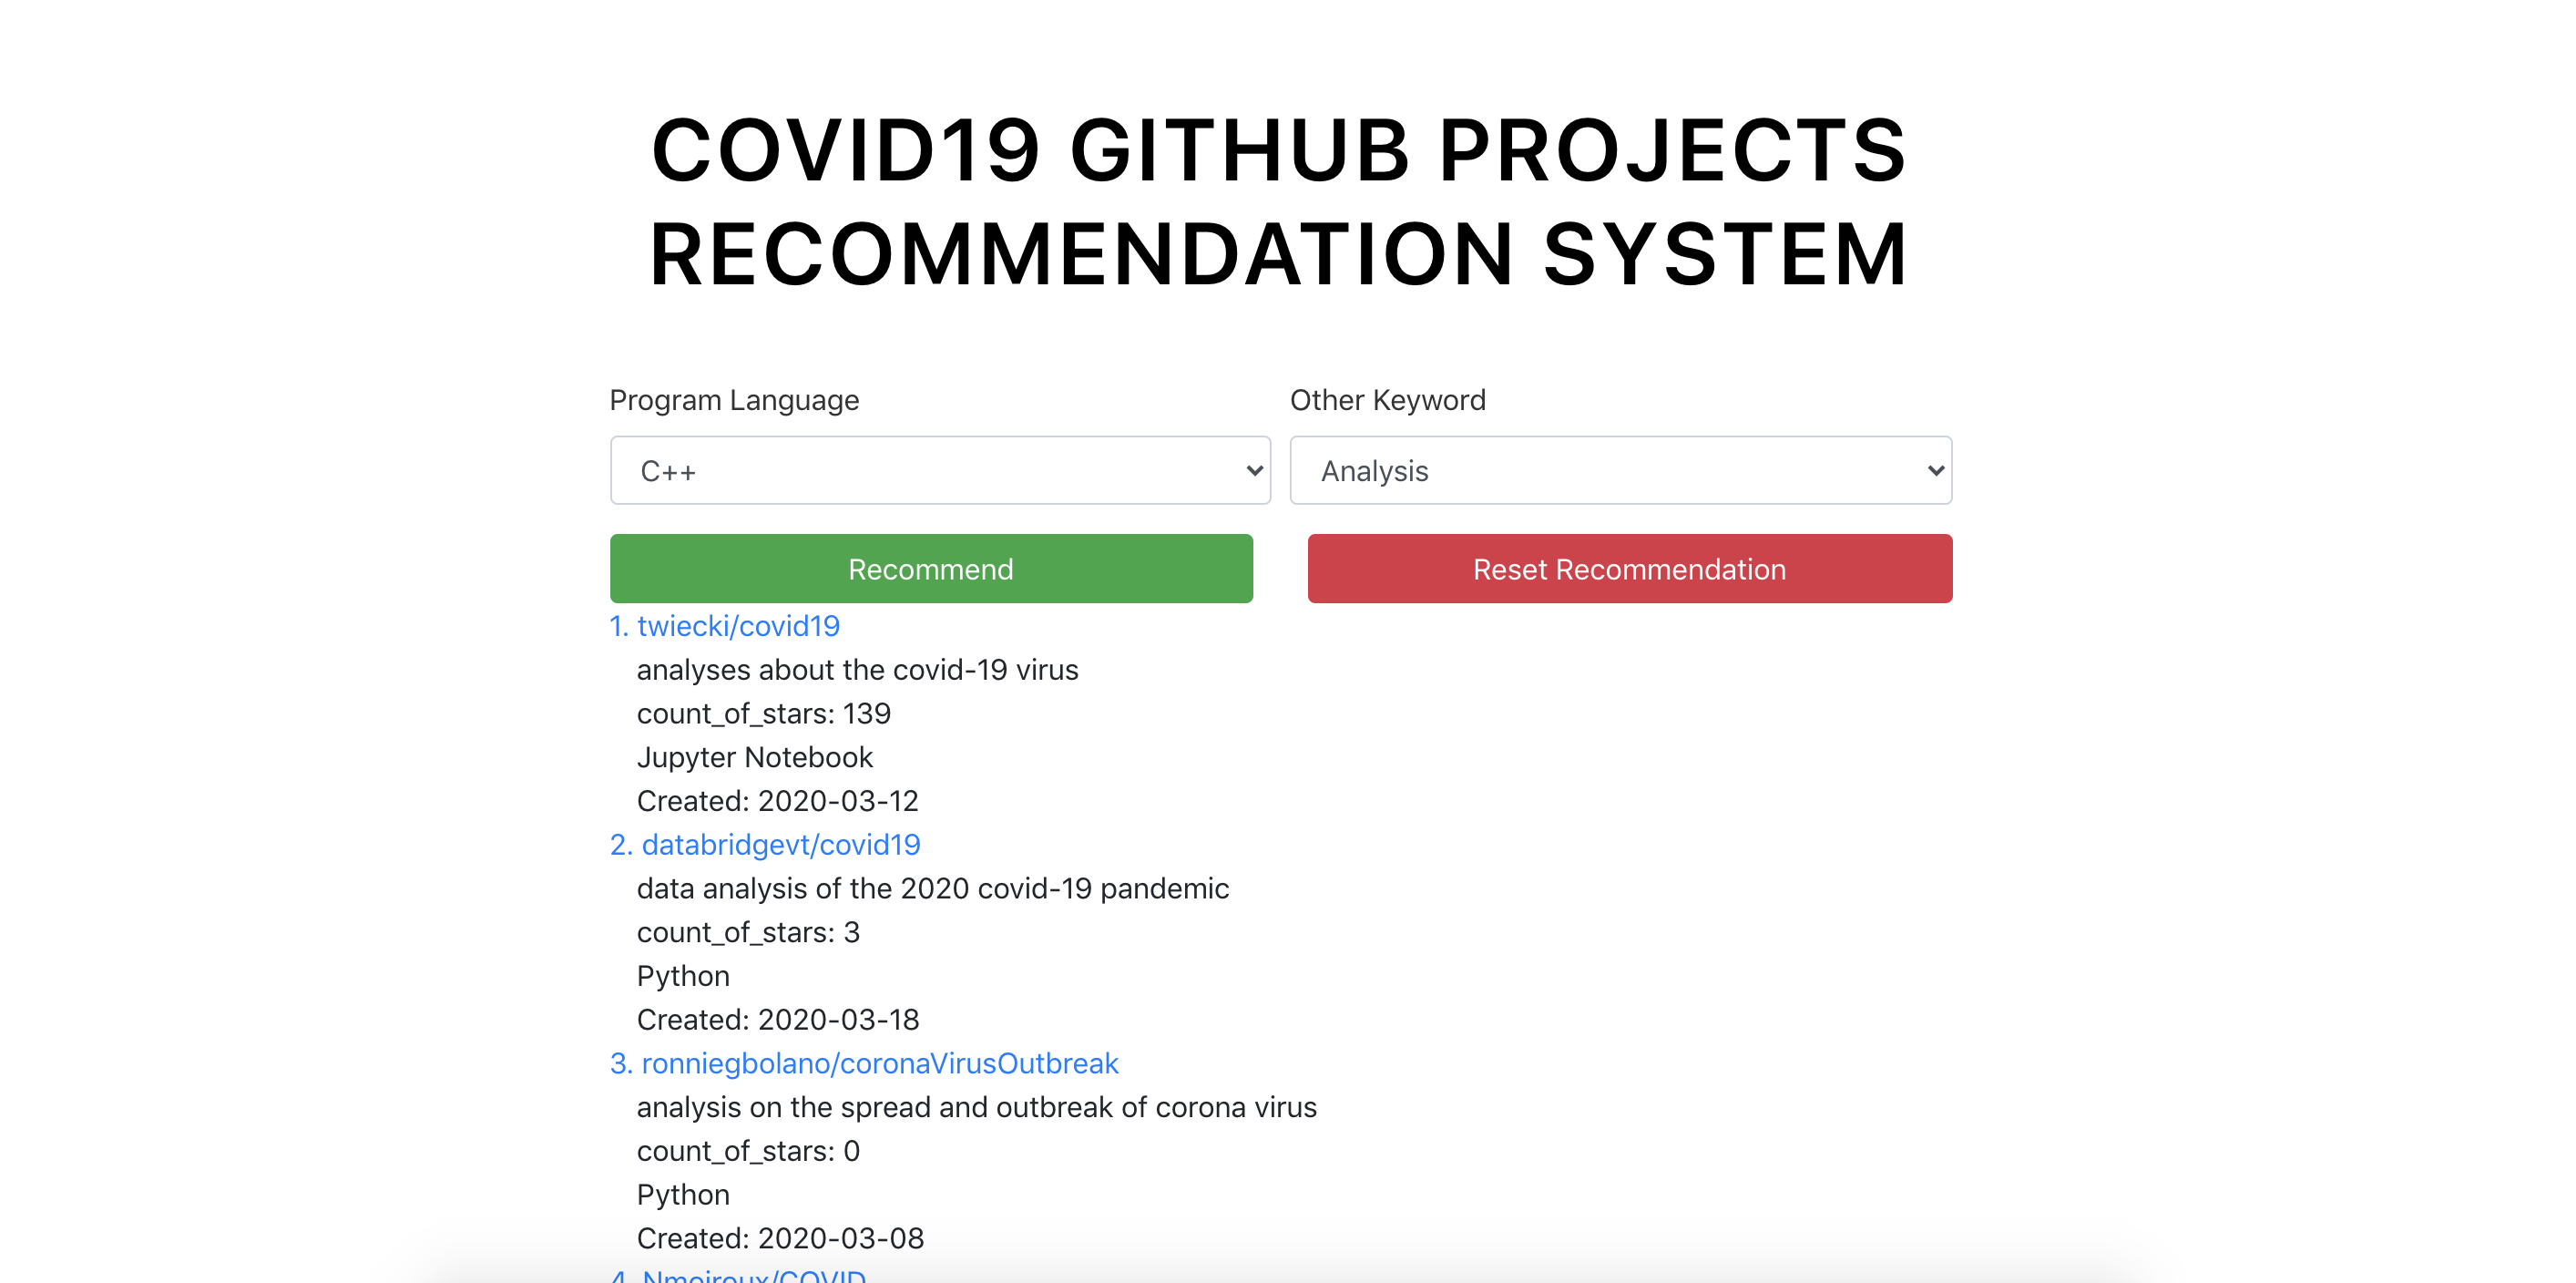 COVID19 GITHUB PROJECTS
RECOMMENDATION SYSTEM
Program Language
Other Keyword
C++
Analysis
Recommend
Reset Recommendation
1. twiecki/covid19
analyses about the covid-19 virus
count_of_stars: 139
Jupyter Notebook
Created: 2020-03-12
2. databridgevt/covid19
data analysis of the 2020 covid-19 pandemic
count_of_stars: 3
Python
Created: 2020-03-18
3. ronniegbolano/coronaVirusOutbreak
analysis on the spread and outbreak of corona virus
count_of_stars: 0
Python
Created: 2020-03-08
4. Nmoiroux/COVID